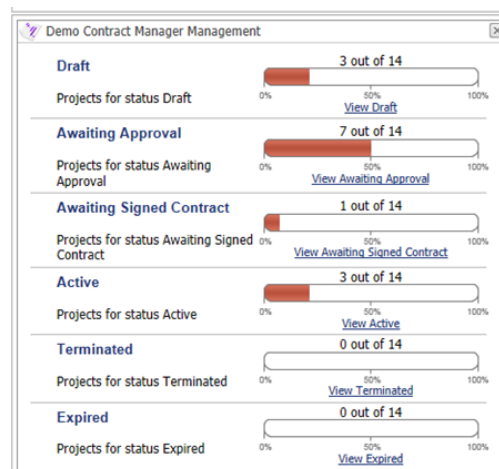 Demo Contract Manager Management
Draft
3 out of 14
Projects for status Draft
0% 50% 100%
View Draft
Awaiting Approval
7 out of 14
Projects for status Awaiting
Approval
0% 50% 100%
View Awaiting Approval
Awaiting Signed Contract
1 out of 14
Projects for status Awaiting Signed
Contract
0% 50% 100%
View Awaiting Signed Contract
Active
3 out of 14
Projects for status Active
0% 50% 100%
View Active
Terminated
0 out of 14
Projects for status Terminated
0% 50% 100%
View Terminated
Expired
0 out of 14
Projects for status Expired
0% 50% 100%
View Expired